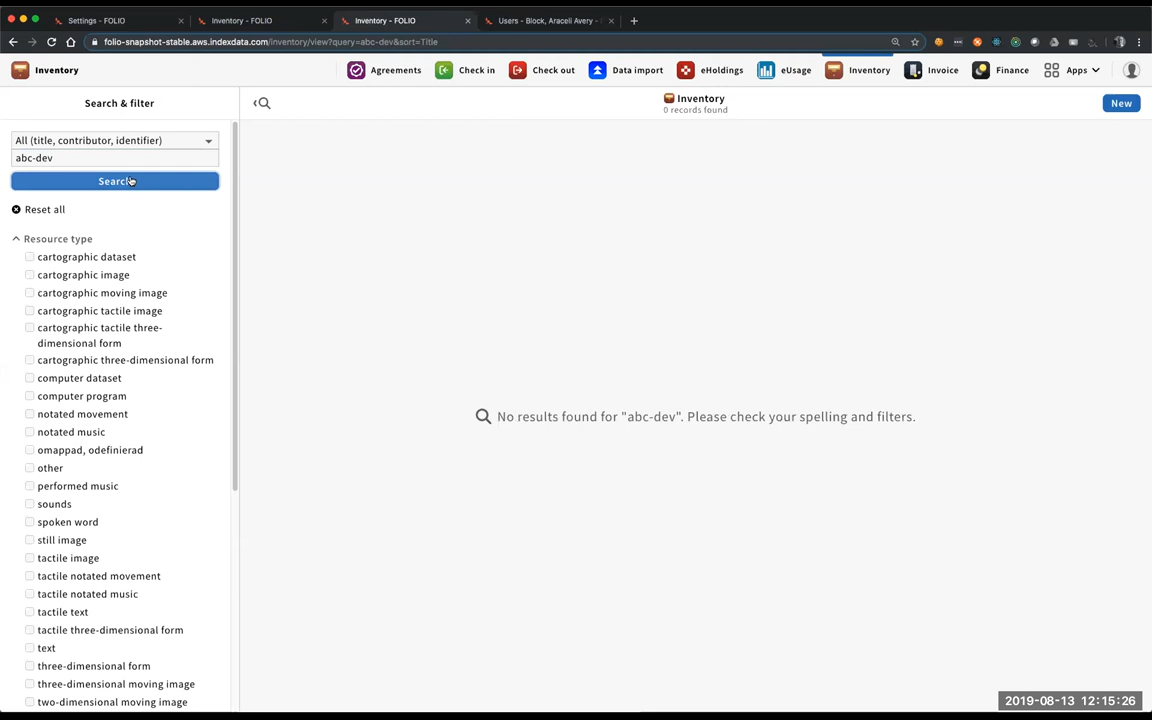 Settings - FOLIO
Inventory - FOLIO
Inventory - FOLIO
Users - Block, Araceli Avery -
folio-snapshot-stable.aws.indexdata.com/inventory/view?query=abc-dev&sort=Title
Inventory
Agreements
Check in
Check out
Data import
eHoldings
eUsage
Inventory
Invoice
Finance
Apps
Search & filter
Inventory
0 records found
New
All (title, contributor, identifier)
abc-dev
Search
Reset all
Resource type
cartographic dataset
cartographic image
cartographic moving image
cartographic tactile image
cartographic tactile three-
dimensional form
cartographic three-dimensional form
computer dataset
computer program
notated movement
notated music
omappad, odefinierad
other
performed music
sounds
spoken word
still image
tactile image
tactile notated movement
tactile notated music
tactile text
tactile three-dimensional form
text
three-dimensional form
three-dimensional moving image
two-dimensional moving image
No results found for "abc-dev". Please check your spelling and filters.
2019-08-13 12:15:26